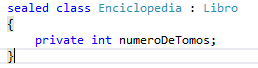 sealed class Enciclopedia : Libro
{
    private int numeroDeTomos;
}